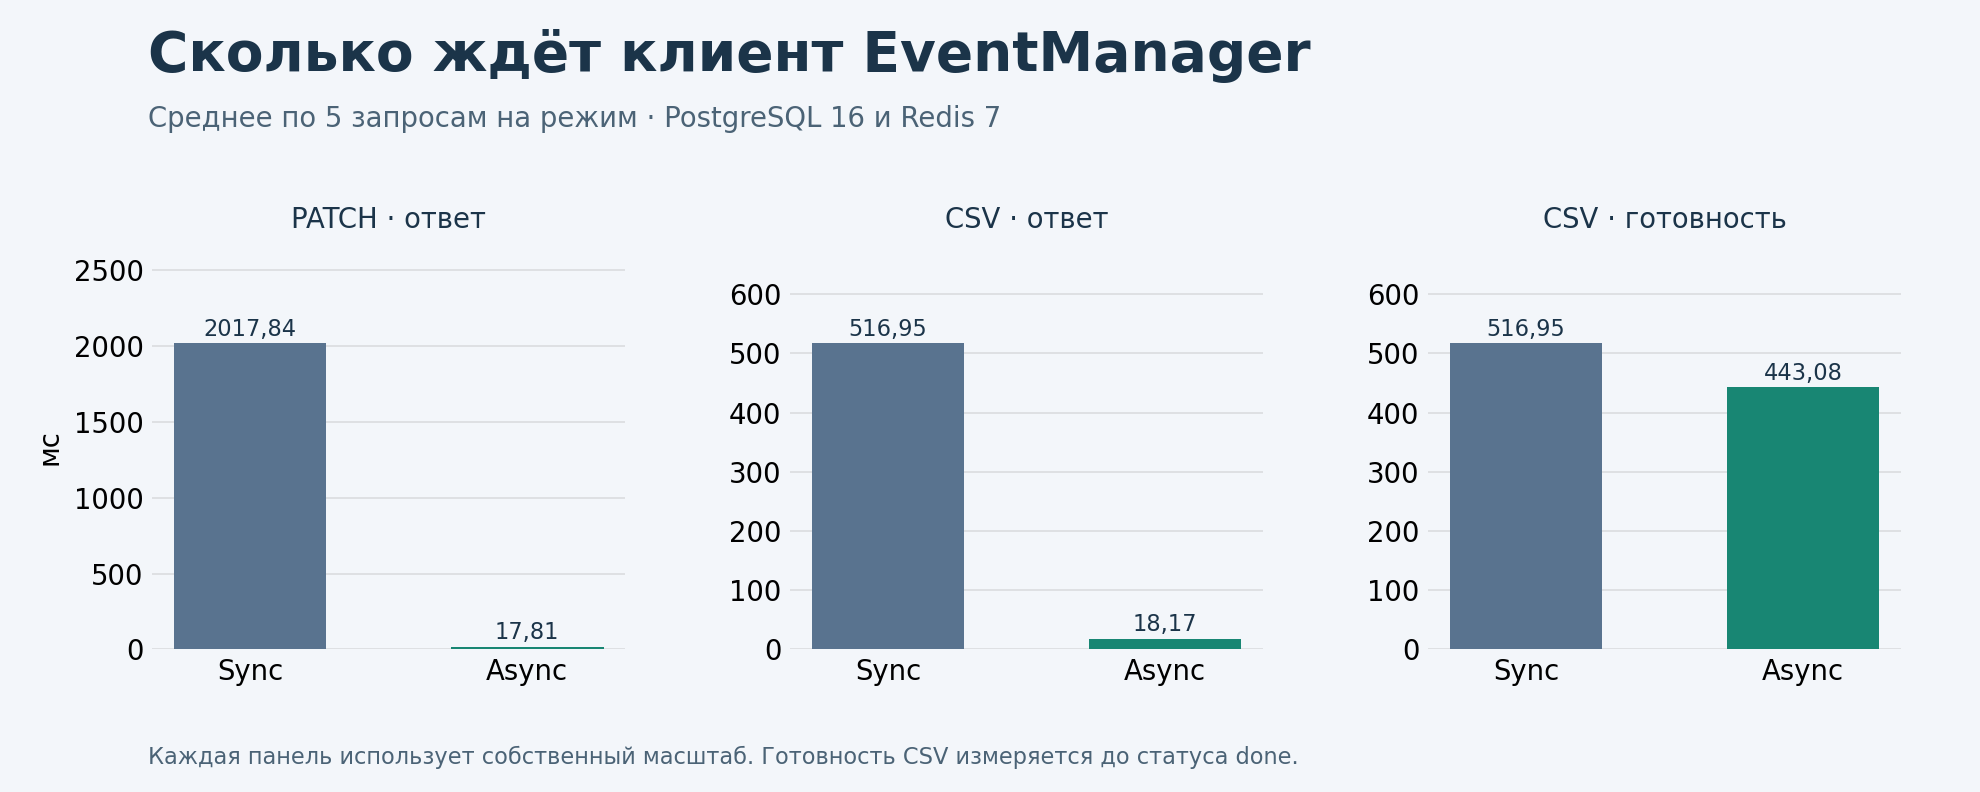 Сколько ждёт клиент EventManager
Среднее по 5 запросам на режим · PostgreSQL 16 и Redis 7
PATCH · ответ
мс
2500
2000
1500
1000
500
0
2017,84
17,81
Sync
Async
CSV · ответ
600
500
400
300
200
100
0
516,95
18,17
Sync
Async
CSV · готовность
600
500
400
300
200
100
0
516,95
443,08
Sync
Async
Каждая панель использует собственный масштаб. Готовность CSV измеряется до статуса done.